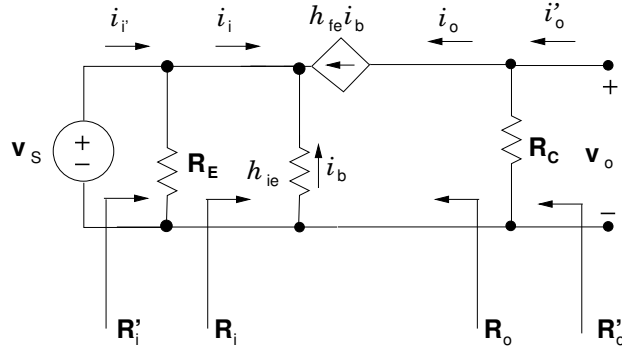 i_i' i_i h_fe i_b i_o i'_o
+
v_S + − R_E h_ie i_b R_C v_o
−
R'_i R_i R_o R'_o